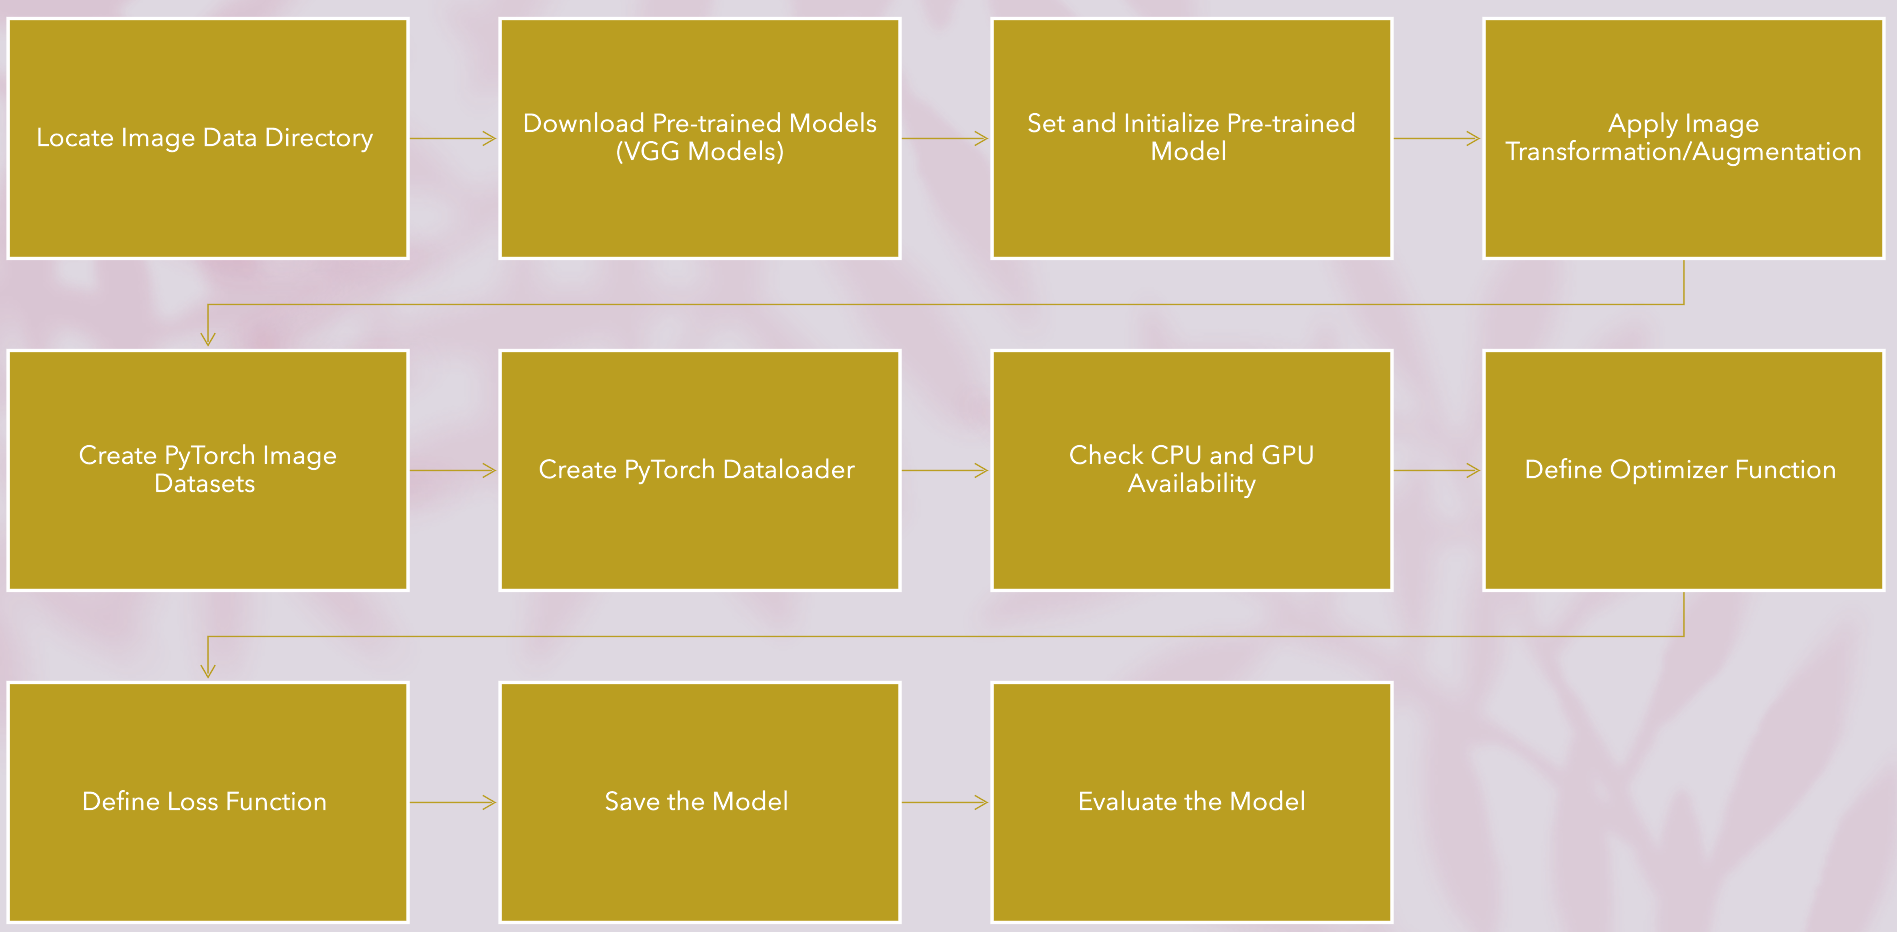 Locate Image Data Directory
Download Pre-trained Models
(VGG Models)
Set and Initialize Pre-trained
Model
Apply Image
Transformation/Augmentation
Create PyTorch Image
Datasets
Create PyTorch Dataloader
Check CPU and GPU
Availability
Define Optimizer Function
Define Loss Function
Save the Model
Evaluate the Model